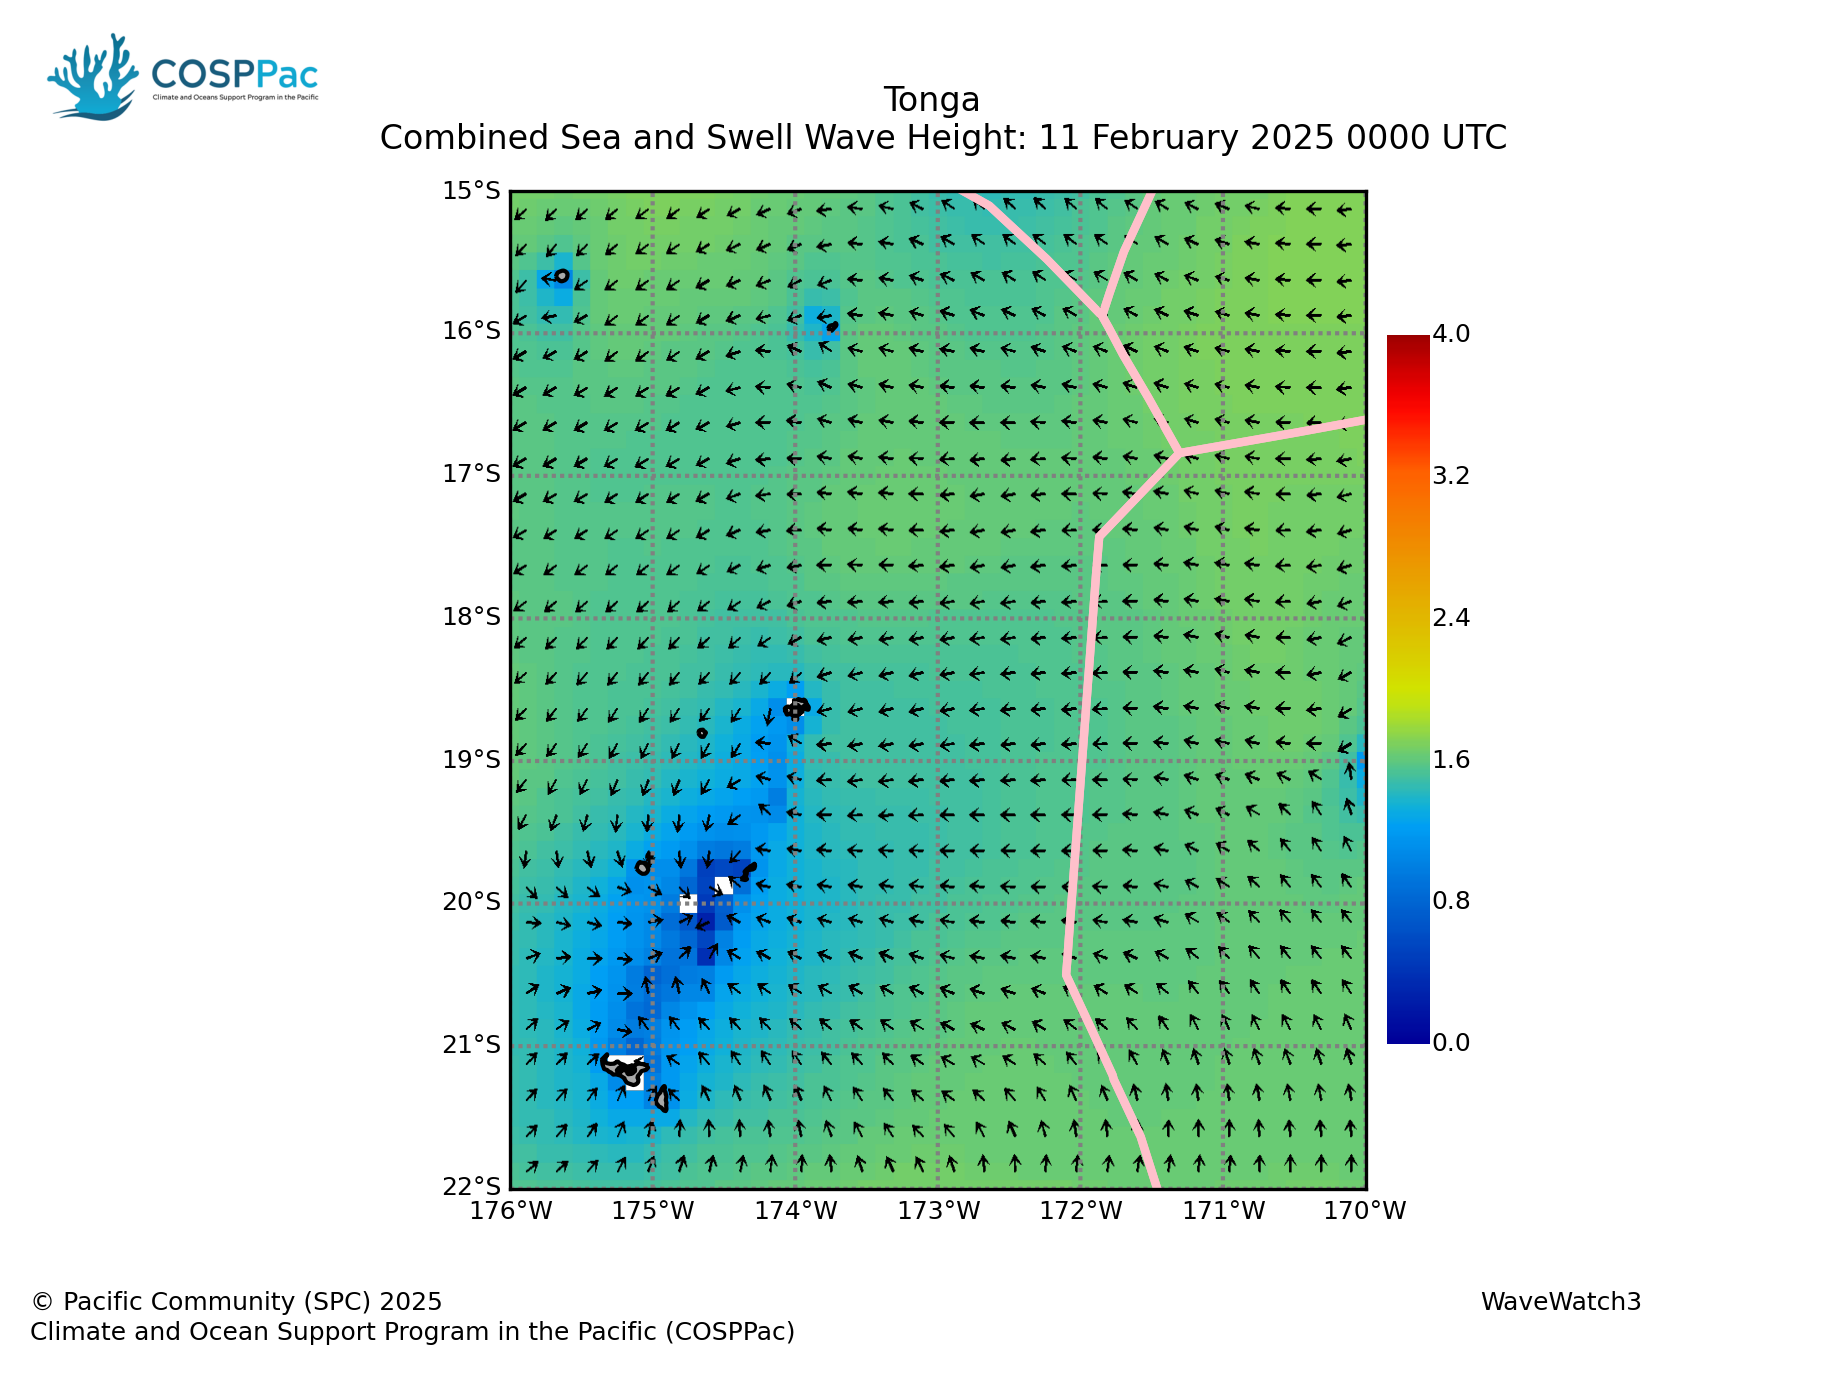 COSPPac
Climate and Oceans Support Program in the Pacific
Tonga
Combined Sea and Swell Wave Height: 11 February 2025 0000 UTC
15°S
16°S
17°S
18°S
19°S
20°S
21°S
22°S
176°W 175°W 174°W 173°W 172°W 171°W 170°W
4.0
3.2
2.4
1.6
0.8
0.0
© Pacific Community (SPC) 2025
Climate and Ocean Support Program in the Pacific (COSPPac)
WaveWatch3